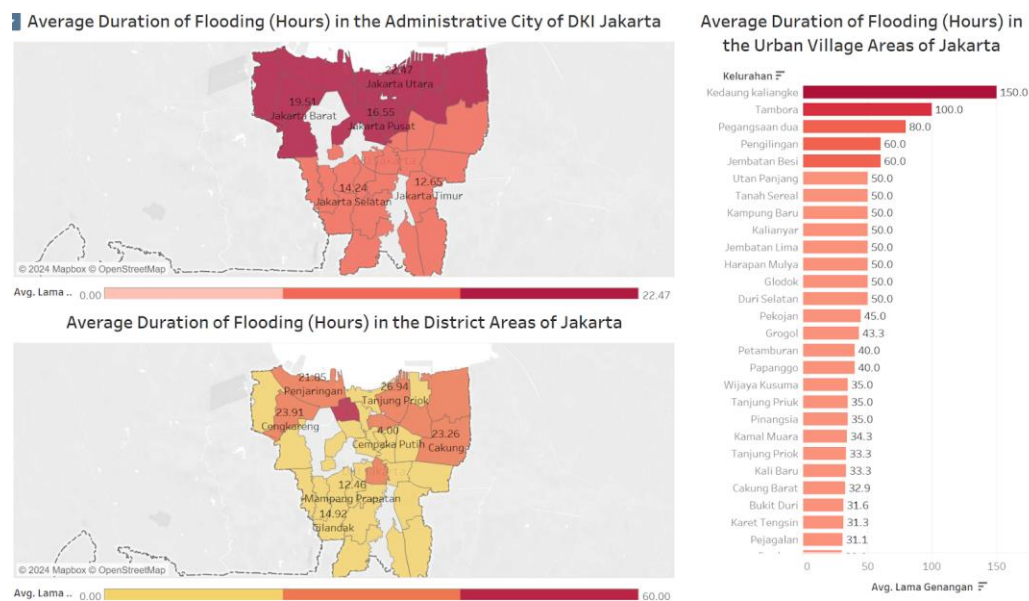 Average Duration of Flooding (Hours) in the Administrative City of DKI Jakarta
22.47
Jakarta Utara
19.51
Jakarta Barat
16.55
Jakarta Pusat
Jakarta
14.24
Jakarta Selatan
12.65
Jakarta Timur
© 2024 Mapbox © OpenStreetMap
Avg. Lama .. 0.00 22.47
Average Duration of Flooding (Hours) in the District Areas of Jakarta
21.85
Penjaringan
26.94
Tanjung Priok
23.91
Cengkareng
4.00
Cempaka Putih
23.26
Cakung
Jakarta
12.46
Mampang Prapatan
14.92
Cilandak
© 2024 Mapbox © OpenStreetMap
Avg. Lama .. 0.00 60.00
Average Duration of Flooding (Hours) in
the Urban Village Areas of Jakarta
Kelurahan
Kedaung kaliangke 150.0
Tambora 100.0
Pegangsaan dua 80.0
Pengilingan 60.0
Jembatan Besi 60.0
Utan Panjang 50.0
Tanah Sereal 50.0
Kampung Baru 50.0
Kalianyar 50.0
Jembatan Lima 50.0
Harapan Mulya 50.0
Glodok 50.0
Duri Selatan 50.0
Pekojan 45.0
Grogol 43.3
Petamburan 40.0
Papanggo 40.0
Wijaya Kusuma 35.0
Tanjung Priuk 35.0
Pinangsia 35.0
Kamal Muara 34.3
Tanjung Priok 33.3
Kali Baru 33.3
Cakung Barat 32.9
Bukit Duri 31.6
Karet Tengsin 31.3
Pejagalan 31.1
0 50 100 150
Avg. Lama Genangan